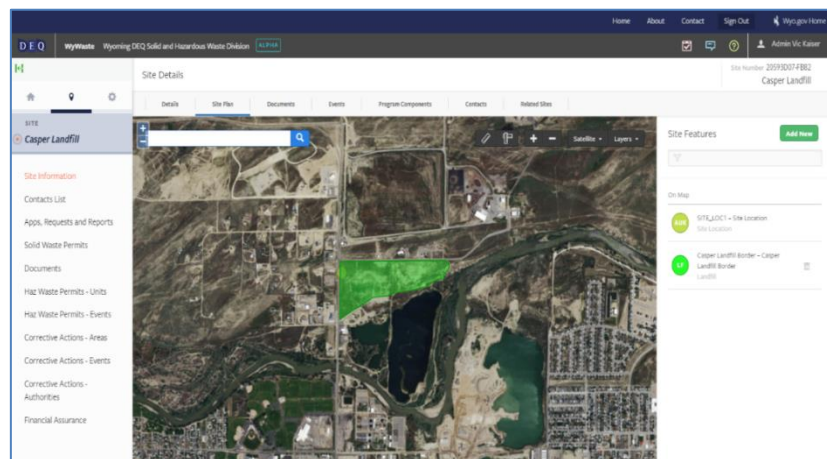 Home About Contact Sign Out Wyo.gov Home
DEQ WyWaste Wyoming DEQ Solid and Hazardous Waste Division ALPHA Admin Vic Kaiser
Site Details
Site Number 20593D07-FBB2
Casper Landfill
Details Site Plan Documents Events Program Components Contacts Related Sites
SITE
Casper Landfill
Site Information
Contacts List
Apps, Requests and Reports
Solid Waste Permits
Documents
Haz Waste Permits - Units
Haz Waste Permits - Events
Corrective Actions - Areas
Corrective Actions - Events
Corrective Actions -
Authorities
Financial Assurance
Satellite Layers
Site Features Add New
On Map
SITE_LOC1 – Site Location
Site Location
LF
Casper Landfill Border – Casper
Landfill Border
Landfill